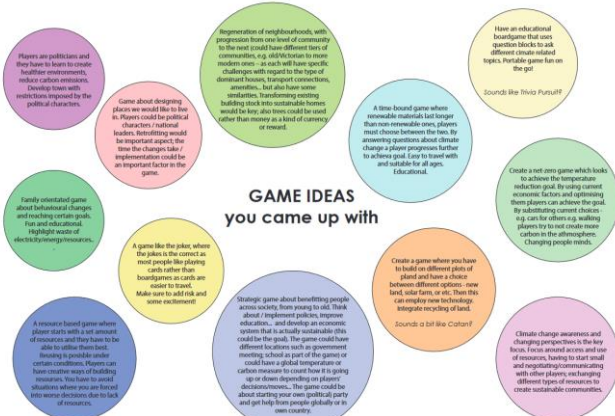 Players are politicians and
they have to learn to create
healthier environments,
reduce carbon emissions.
Develop town with
restrictions imposed by the
political characters.
Game about designing
places we would like to live
in. Players could be political
characters / national
leaders. Retrofitting would
be important aspect; the
time the changes take /
implementation could be
an important factor in the
game.
Regeneration of neighbourhoods, with
progression from one level of community
to the next (could have different tiers of
communities, e.g. old/Victorian to more
modern ones – as each will have specific
challenges with regard to the type of
dominant houses, transport connections,
amenities... but also have some
similarities. Transforming existing
building stock into sustainable homes
would be key; also trees could be used
rather than money as a kind of currency
or reward.
A time-bound game where
renewable materials last longer
than non-renewable ones, players
must choose between the two. By
answering questions about climate
change a player progresses further
to achieva goal. Easy to travel with
and suitable for all ages.
Educational.
Have an educational
boardgame that uses
question blocks to ask
different cimate related
topics. Portable game fun
on the go!
Sounds like Trivia Pursuit?
GAME IDEAS
you came up with
Family orientated game
about behavioural changes
and reaching certain goals.
Fun and educational.
Highlight waste of
electricity/energy/resources..
.
A game like the joker, where
the jokes is the correct as
most people like playing
cards rather than
boardgames as cards are
easier to travel.
Make sure to add risk and
some excitement!
Create a net-zero game which looks
to achieve the temperature
reduction goal. By using current
economic factors and optimising
them players can achieve the goal.
By substituting current choices -
e.g. cars for others e.g. walking
players try to not create more
carbon in the athmosphere.
Changing people minds.
Create a game where you have
to build on different plots of
pland and have a choice
between different options - new
land, solar farm, or etc. Then this
can employ new technology.
Integrate recycling of land.
Sounds a bit like Catan?
A resource based game where
player starts with a set amount
of resources and they have to be
able to utilise them best.
Reusing is posible under
certain conditions. Players can
have creative ways of building
resources. You have to avoid
situations where you are forced
into worse decisions due to lack
of resources.
Strategic game about benefitting people
across society, from young to old. Think
about / implement policies, improve
education... and develop an economic
system that is actually sustainable (this
could be the goal). The game could have
different locations such as government
meeting; school as part of the game) or
could have a global temperature or
carbon measure to count how it is going
up or down depending on players'
decisions/moves... The game could be
about starting your own (political) party
and get help from people globally or in
own country.
Climate change awareness and
changing perspectives is the key
focus. Focus around access and use
of resources, having to start small
and negotiating/communicating
with other players, exchanging
different types of resources to
create sustainable communities.